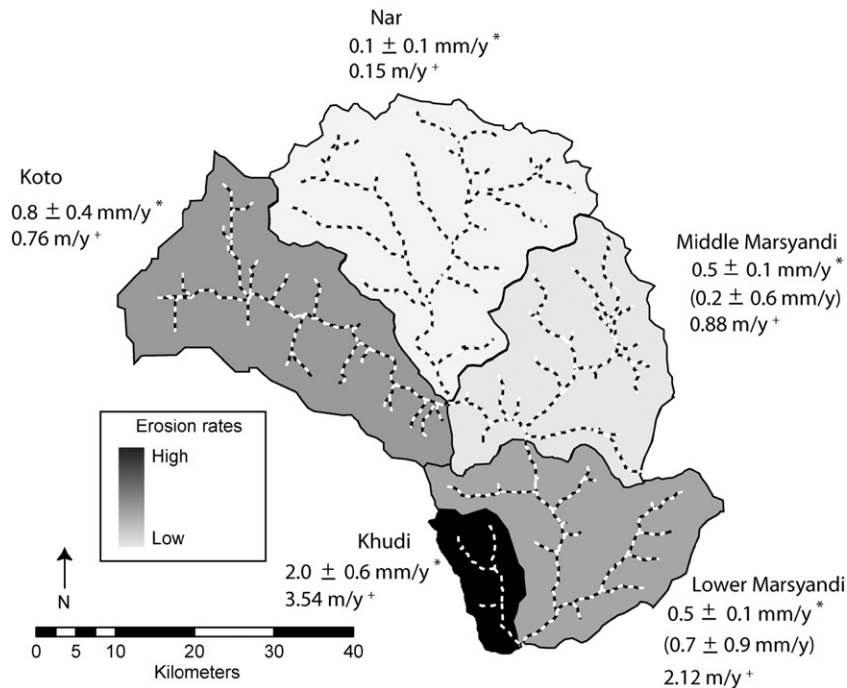 Nar
0.1 ± 0.1 mm/y *
0.15 m/y +
Koto
0.8 ± 0.4 mm/y *
0.76 m/y +
Middle Marsyandi
0.5 ± 0.1 mm/y *
(0.2 ± 0.6 mm/y)
0.88 m/y +
Erosion rates
High
Low
Khudi
2.0 ± 0.6 mm/y *
3.54 m/y +
Lower Marsyandi
0.5 ± 0.1 mm/y *
(0.7 ± 0.9 mm/y)
2.12 m/y +
N
0 5 10 20 30 40
Kilometers